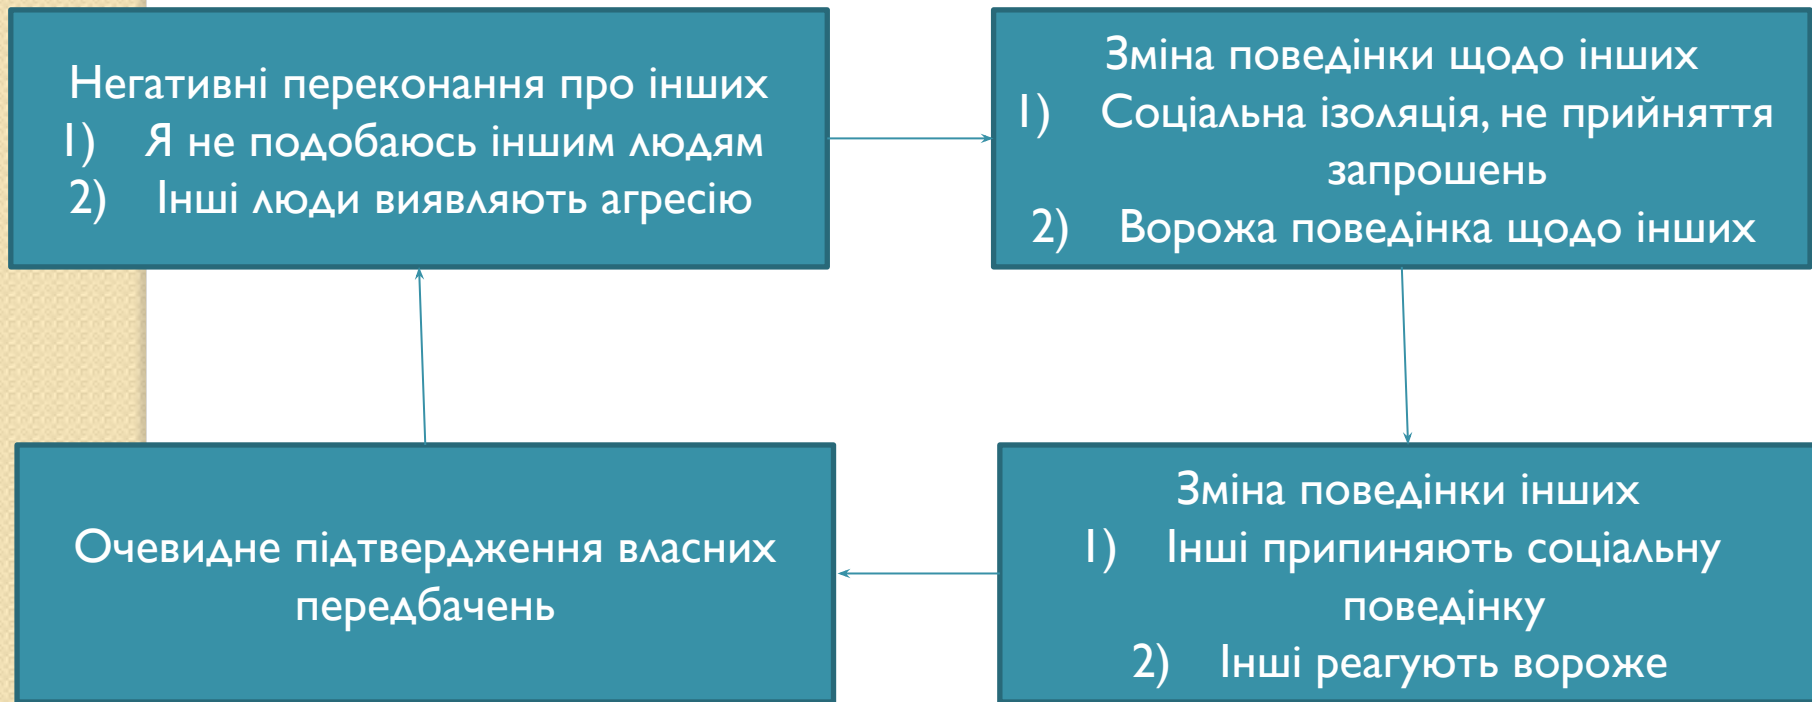 Негативні переконання про інших
1) Я не подобаюсь іншим людям
2) Інші люди виявляють агресію
Зміна поведінки щодо інших
1) Соціальна ізоляція, не прийняття
запрошень
2) Ворожа поведінка щодо інших
Очевидне підтвердження власних
передбачень
Зміна поведінки інших
1) Інші припиняють соціальну
поведінку
2) Інші реагують вороже